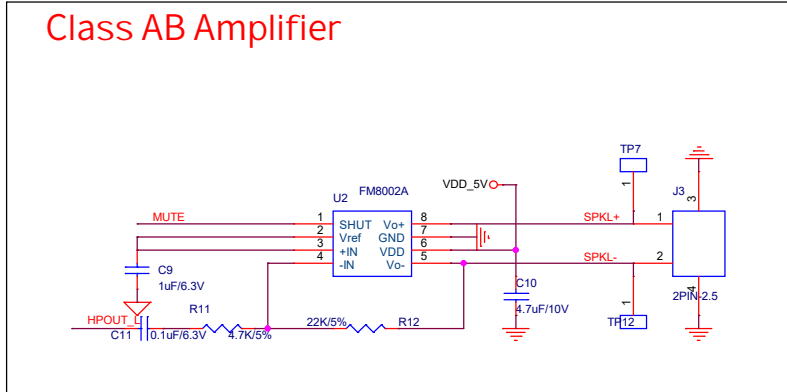 Class AB Amplifier
TP7
1
J3
3
VDD_5V
FM8002A
U2
MUTE
1
SHUT
Vo+
8
SPKL+
1
2
Vref
GND
7
3
+IN
VDD
6
4
-IN
Vo-
5
SPKL-
2
C9
1uF/6.3V
C10
4.7uF/10V
1
4
2PIN-2.5
R11
HPOUT_L
C11
0.1uF/6.3V
4.7K/5%
22K/5%
R12
TP12